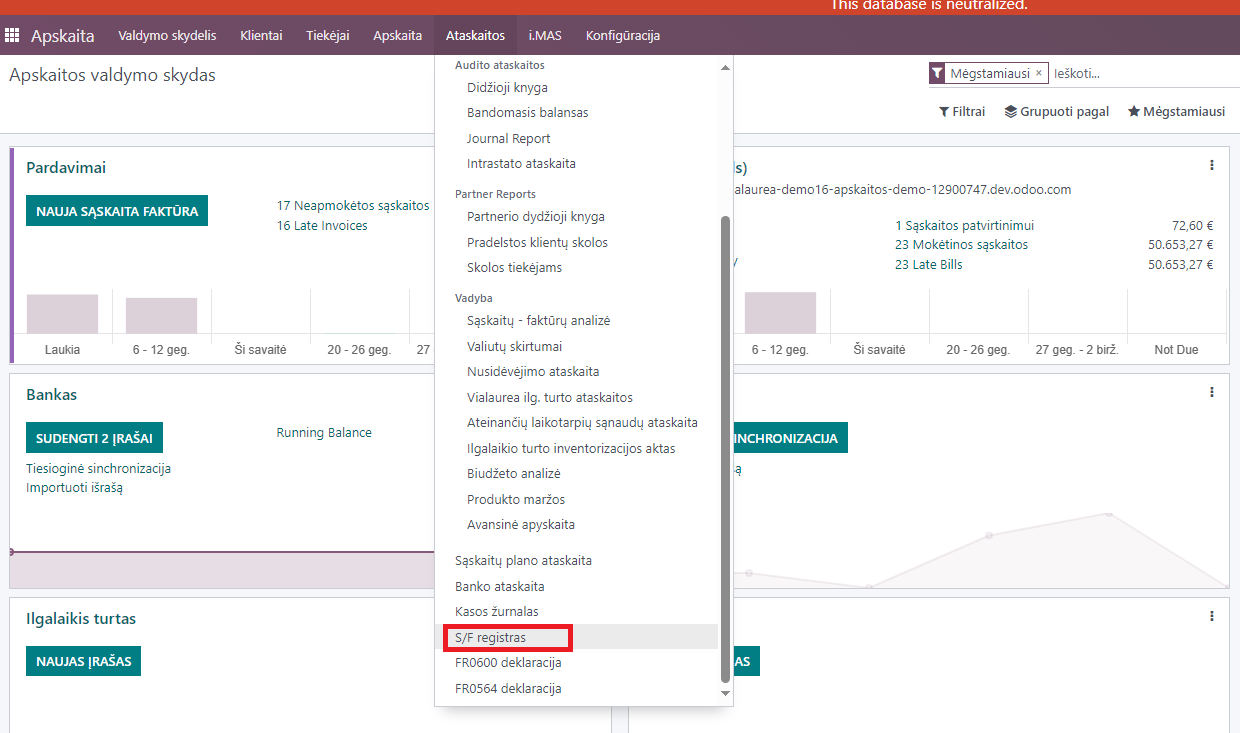 This database is neutralized.
Apskaita
Valdymo skydelis
Klientai
Tiekėjai
Apskaita
Ataskaitos
i.MAS
Konfigūracija
Apskaitos valdymo skydas
Mėgstamiausi ×
Ieškoti...
Filtrai
Grupuoti pagal
Mėgstamiausi
Pardavimai
NAUJA SĄSKAITA FAKTŪRA
17 Neapmokėtos sąskaitos
16 Late Invoices
Laukia
6 - 12 geg.
Ši savaitė
20 - 26 geg.
27
Bankas
SUDENGTI 2 ĮRAŠAI
Tiesioginė sinchronizacija
Importuoti išrašą
Running Balance
Ilgalaikis turtas
NAUJAS ĮRAŠAS
Audito ataskaitos
Didžioji knyga
Bandomasis balansas
Journal Report
Intrastato ataskaita
Partner Reports
Partnerio dydžioji knyga
Pradelstos klientų skolos
Skolos tiekėjams
Vadyba
Sąskaitų - faktūrų analizė
Valiutų skirtumai
Nusidėvėjimo ataskaita
Vialaurea ilg. turto ataskaitos
Ateinančių laikotarpių sąnaudų ataskaita
Ilgalaikio turto inventorizacijos aktas
Biudžeto analizė
Produkto maržos
Avansinė apyskaita
Sąskaitų plano ataskaita
Banko ataskaita
Kasos žurnalas
S/F registras
FR0600 deklaracija
FR0564 deklaracija
ls)
alaurea-demo16-apskaitos-demo-12900747.dev.odoo.com
1 Sąskaitos patvirtinimui
72,60 €
23 Mokėtinos sąskaitos
50.653,27 €
23 Late Bills
50.653,27 €
6 - 12 geg.
Ši savaitė
20 - 26 geg.
27 geg. - 2 birž.
Not Due
INCHRONIZACIJA
są
AS